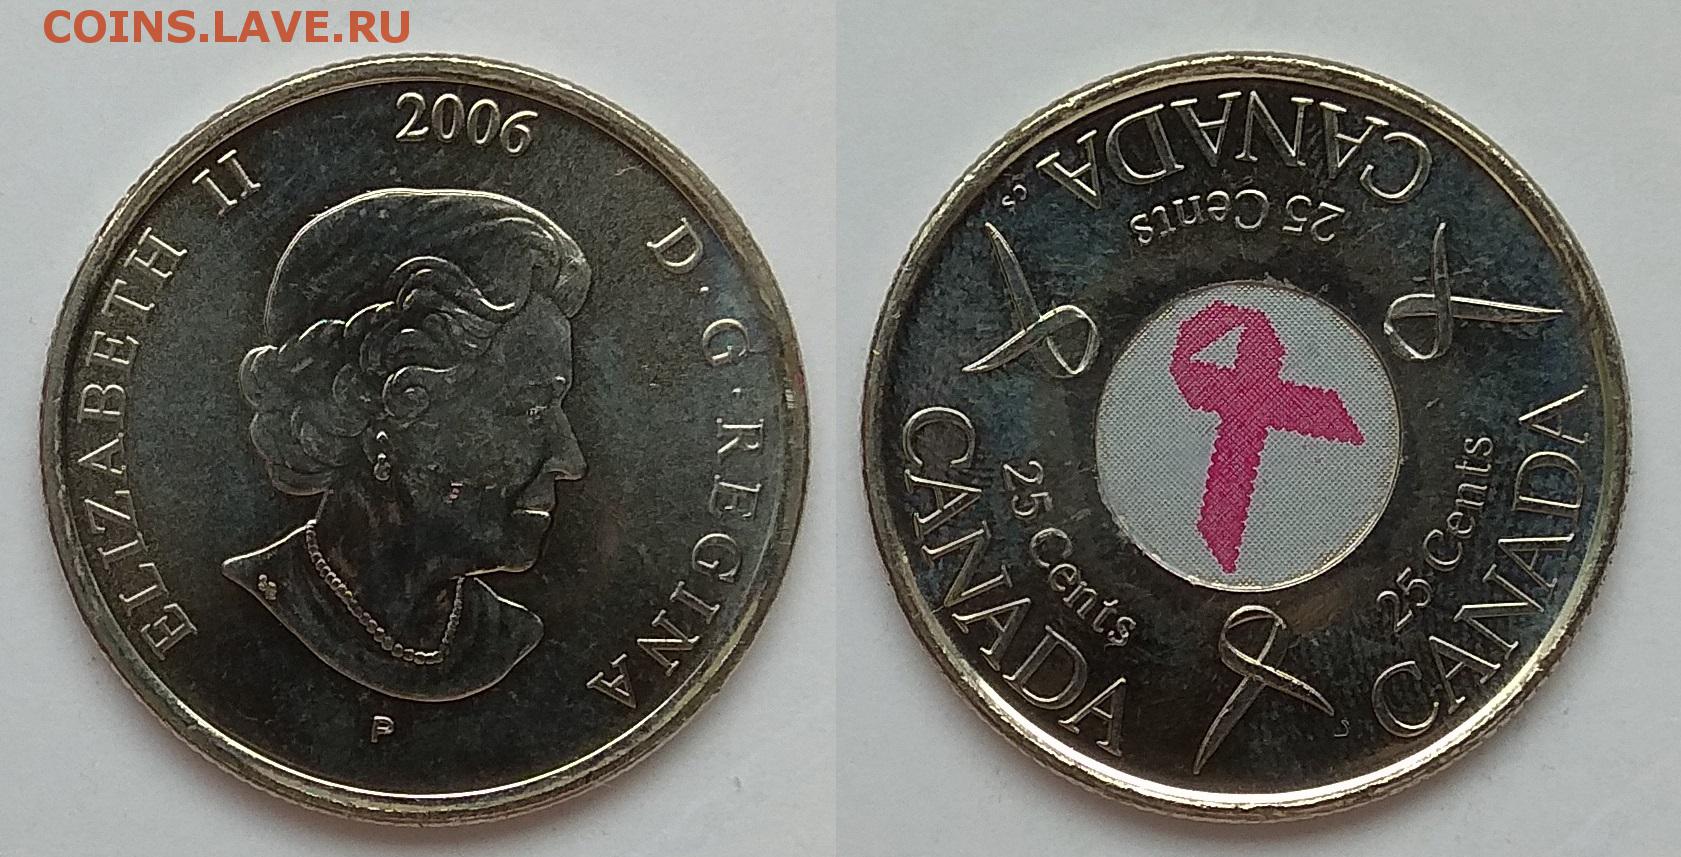 COINS.LAVE.RU
ELIZABETH II
2006
D·G·REGINA
P
CANADA
25 Cents
CANADA
25 Cents
CANADA
25 Cents